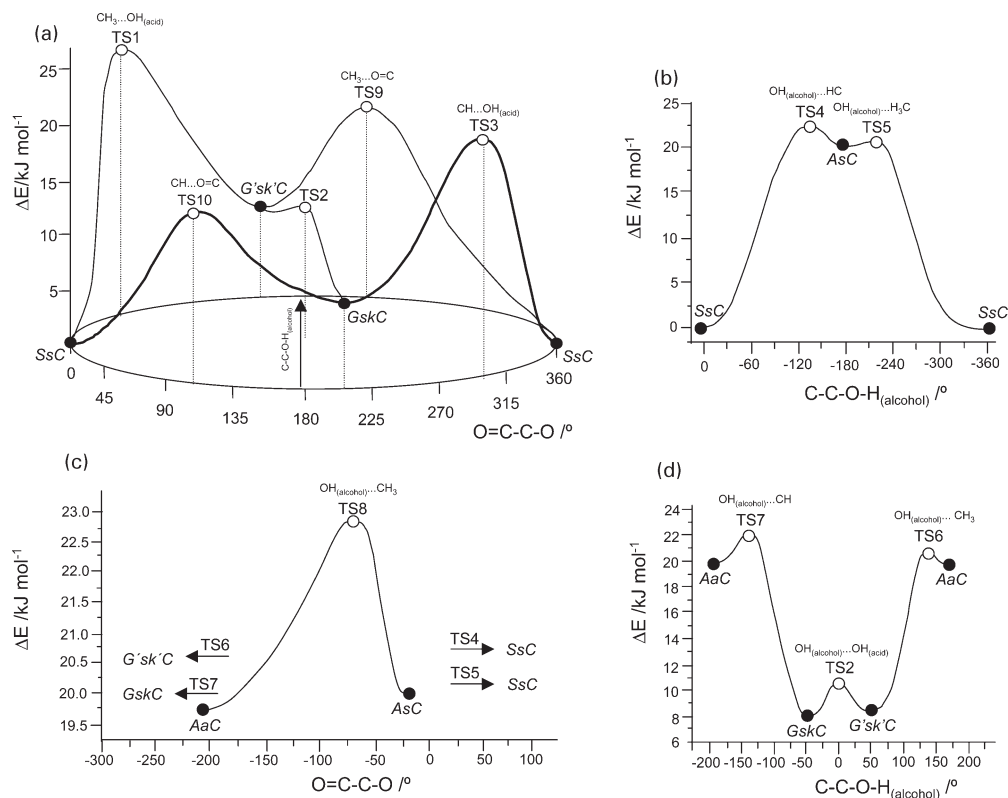 (a)
CH3...OH(acid)
TS1
CH3...O=C
TS9
CH...OH(acid)
TS3
CH...O=C
TS10
G'sk'C
TS2
GskC
SsC
SsC
C-C-O-H(alcohol)
ΔE/kJ mol-1
25
20
15
10
5
0
45
90
135
180
225
270
315
360
O=C-C-O /º
(b)
OH(alcohol)...HC
TS4
OH(alcohol)...H3C
TS5
AsC
SsC
SsC
ΔE /kJ mol-1
25
20
15
10
5
0
0
-60
-120
-180
-240
-300
-360
C-C-O-H(alcohol) /º
(c)
OH(alcohol)...CH3
TS8
TS6
G´sk´C
TS7
GskC
AaC
AsC
TS4
SsC
TS5
SsC
ΔE /kJ mol-1
23.0
22.5
22.0
21.5
21.0
20.5
20.0
19.5
-300
-250
-200
-150
-100
-50
0
50
100
O=C-C-O /º
(d)
OH(alcohol)...CH
TS7
OH(alcohol)... CH3
TS6
AaC
AaC
OH(alcohol)...OH(acid)
TS2
GskC
G'sk'C
ΔE /kJ mol-1
24
22
20
18
16
14
12
10
8
6
-200
-150
-100
-50
0
50
100
150
200
C-C-O-H(alcohol) /º